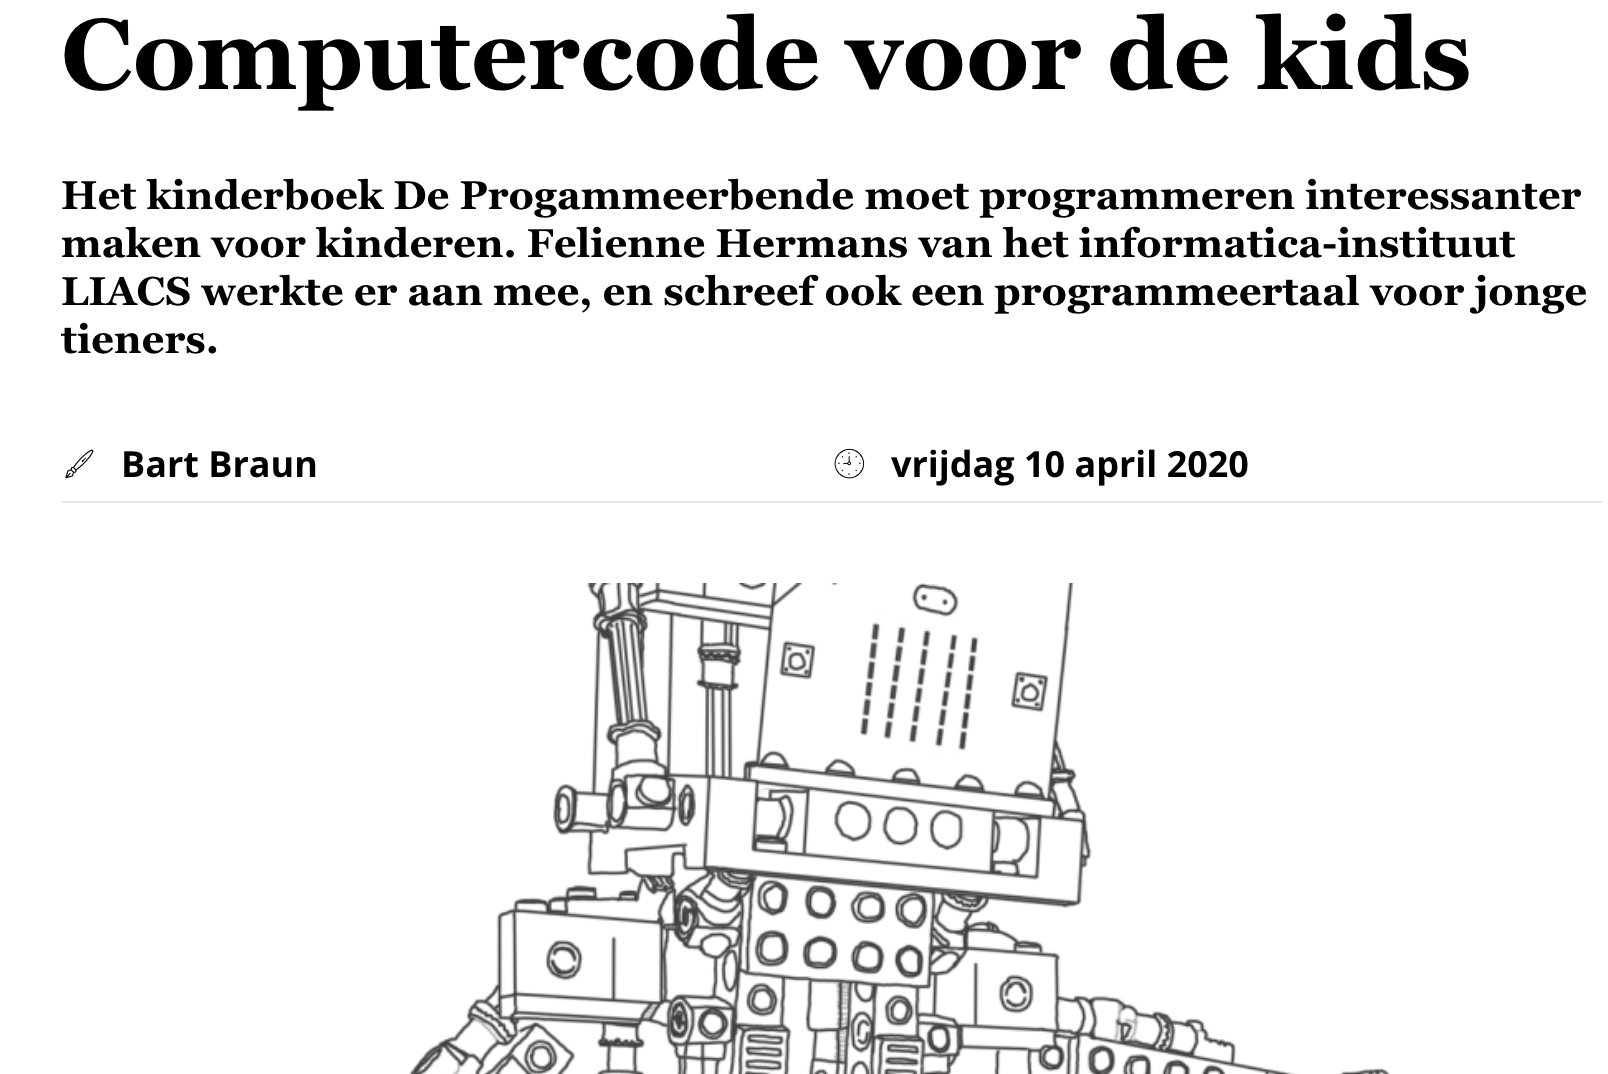 Computercode voor de kids
Het kinderboek De Progammeerbende moet programmeren interessanter
maken voor kinderen. Felienne Hermans van het informatica-instituut
LIACS werkte er aan mee, en schreef ook een programmeertaal voor jonge
tieners.
Bart Braun
vrijdag 10 april 2020